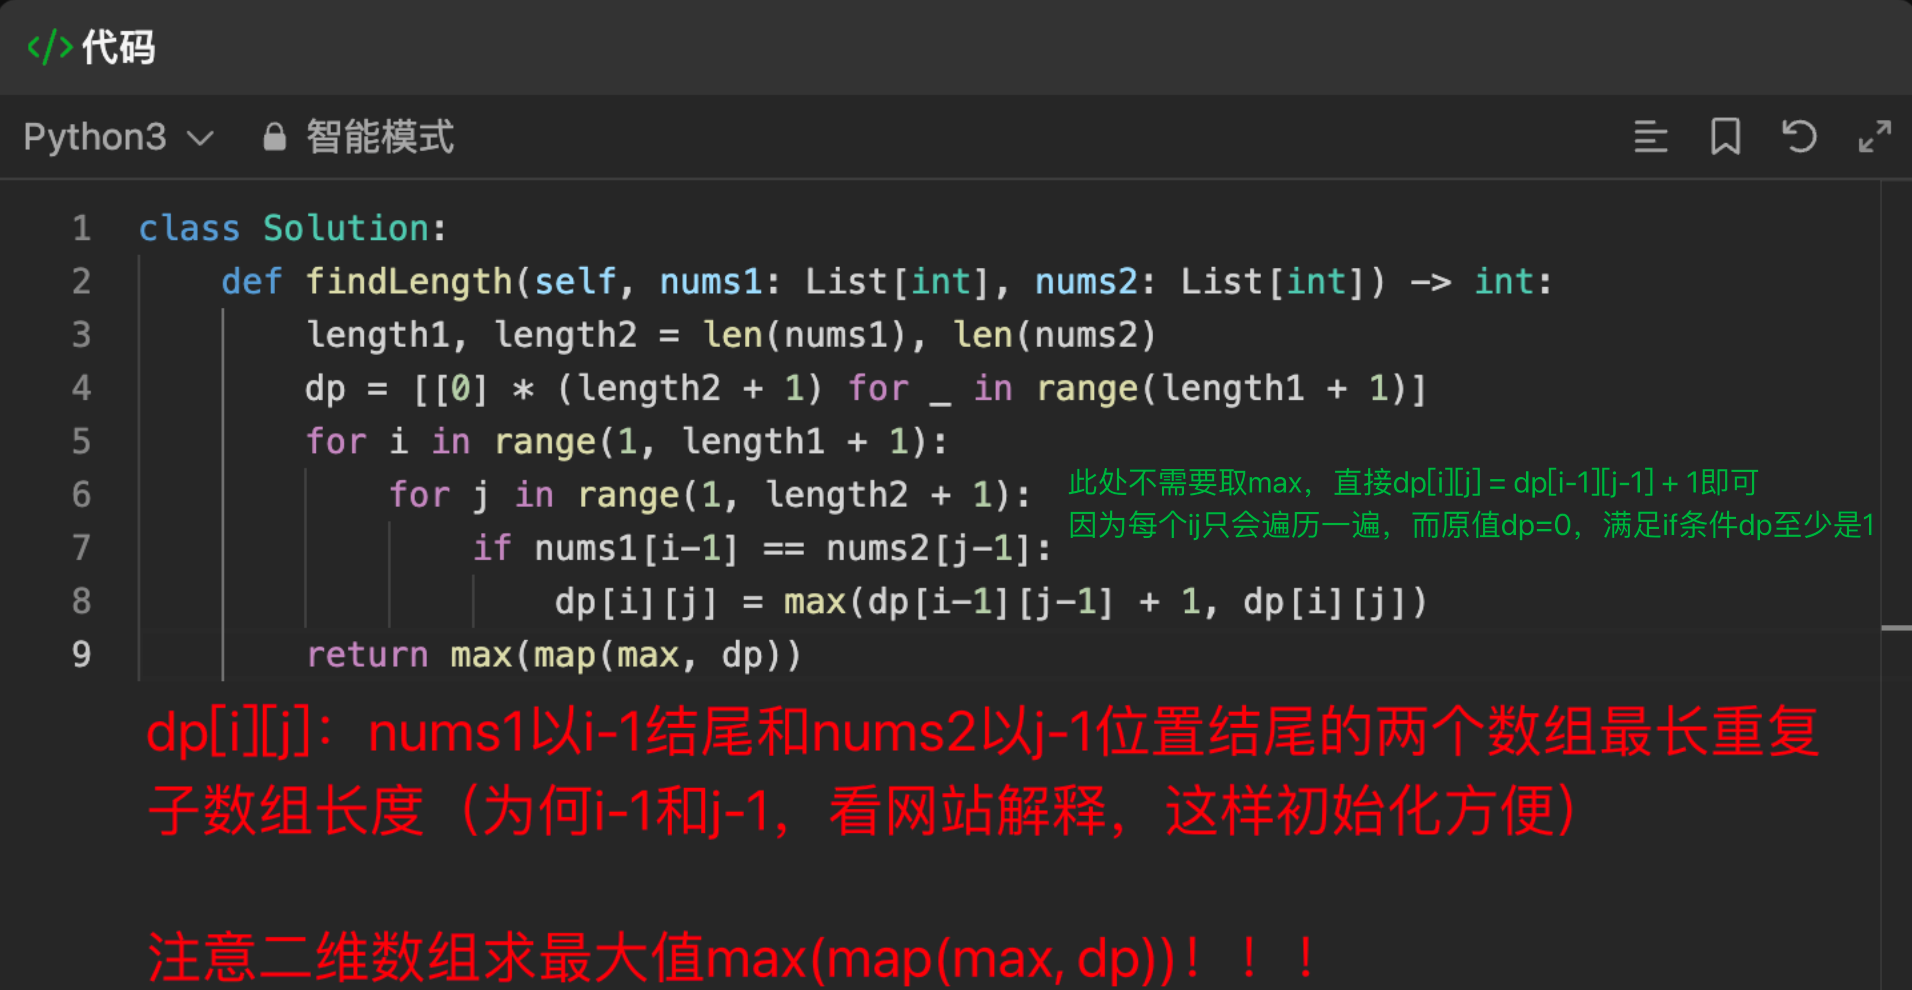 </> 代码
Python3 智能模式
1 class Solution:
2 def findLength(self, nums1: List[int], nums2: List[int]) -> int:
3 length1, length2 = len(nums1), len(nums2)
4 dp = [[0] * (length2 + 1) for _ in range(length1 + 1)]
5 for i in range(1, length1 + 1):
6 for j in range(1, length2 + 1):
此处不需要取max，直接dp[i][j] = dp[i-1][j-1] + 1即可
因为每个ij只会遍历一遍，而原值dp=0，满足if条件dp至少是1
7 if nums1[i-1] == nums2[j-1]:
8 dp[i][j] = max(dp[i-1][j-1] + 1, dp[i][j])
9 return max(map(max, dp))
dp[i][j]：nums1以i-1结尾和nums2以j-1位置结尾的两个数组最长重复
子数组长度（为何i-1和j-1，看网站解释，这样初始化方便）
注意二维数组求最大值max(map(max, dp))！！！